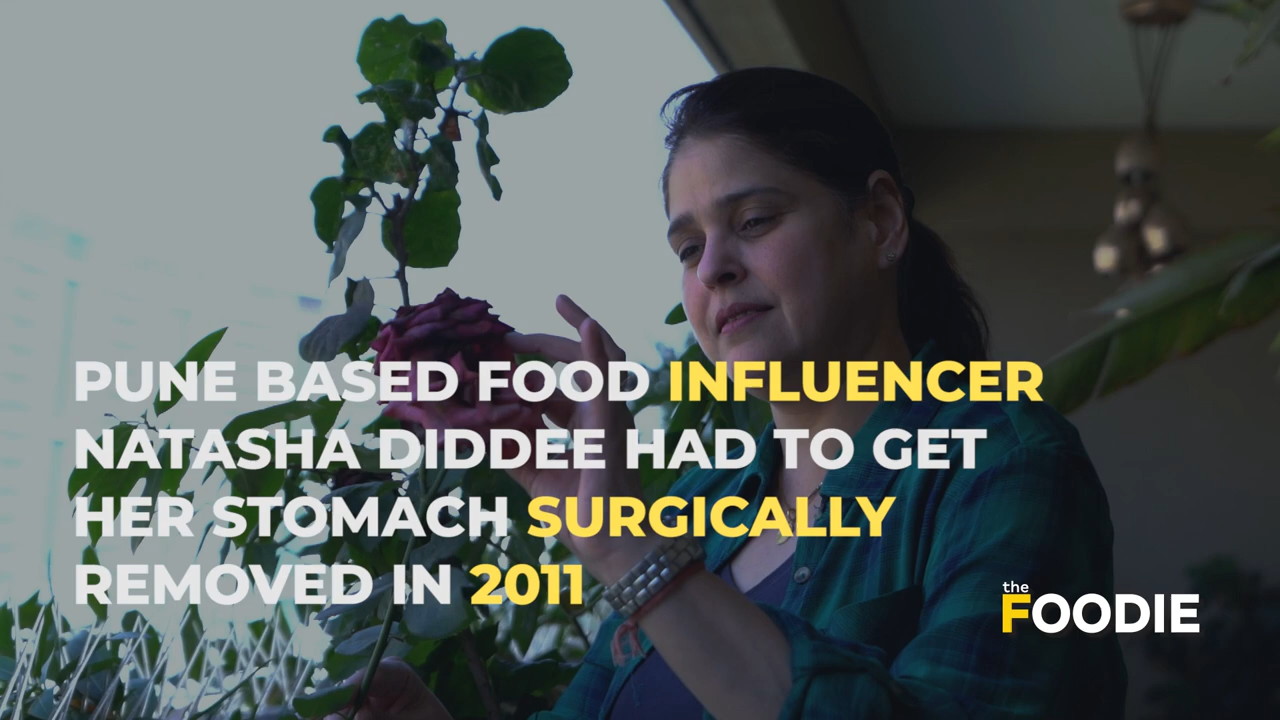 PUNE BASED FOOD INFLUENCER
NATASHA DIDDEE HAD TO GET
HER STOMACH SURGICALLY
REMOVED IN 2011
the
FOODIE